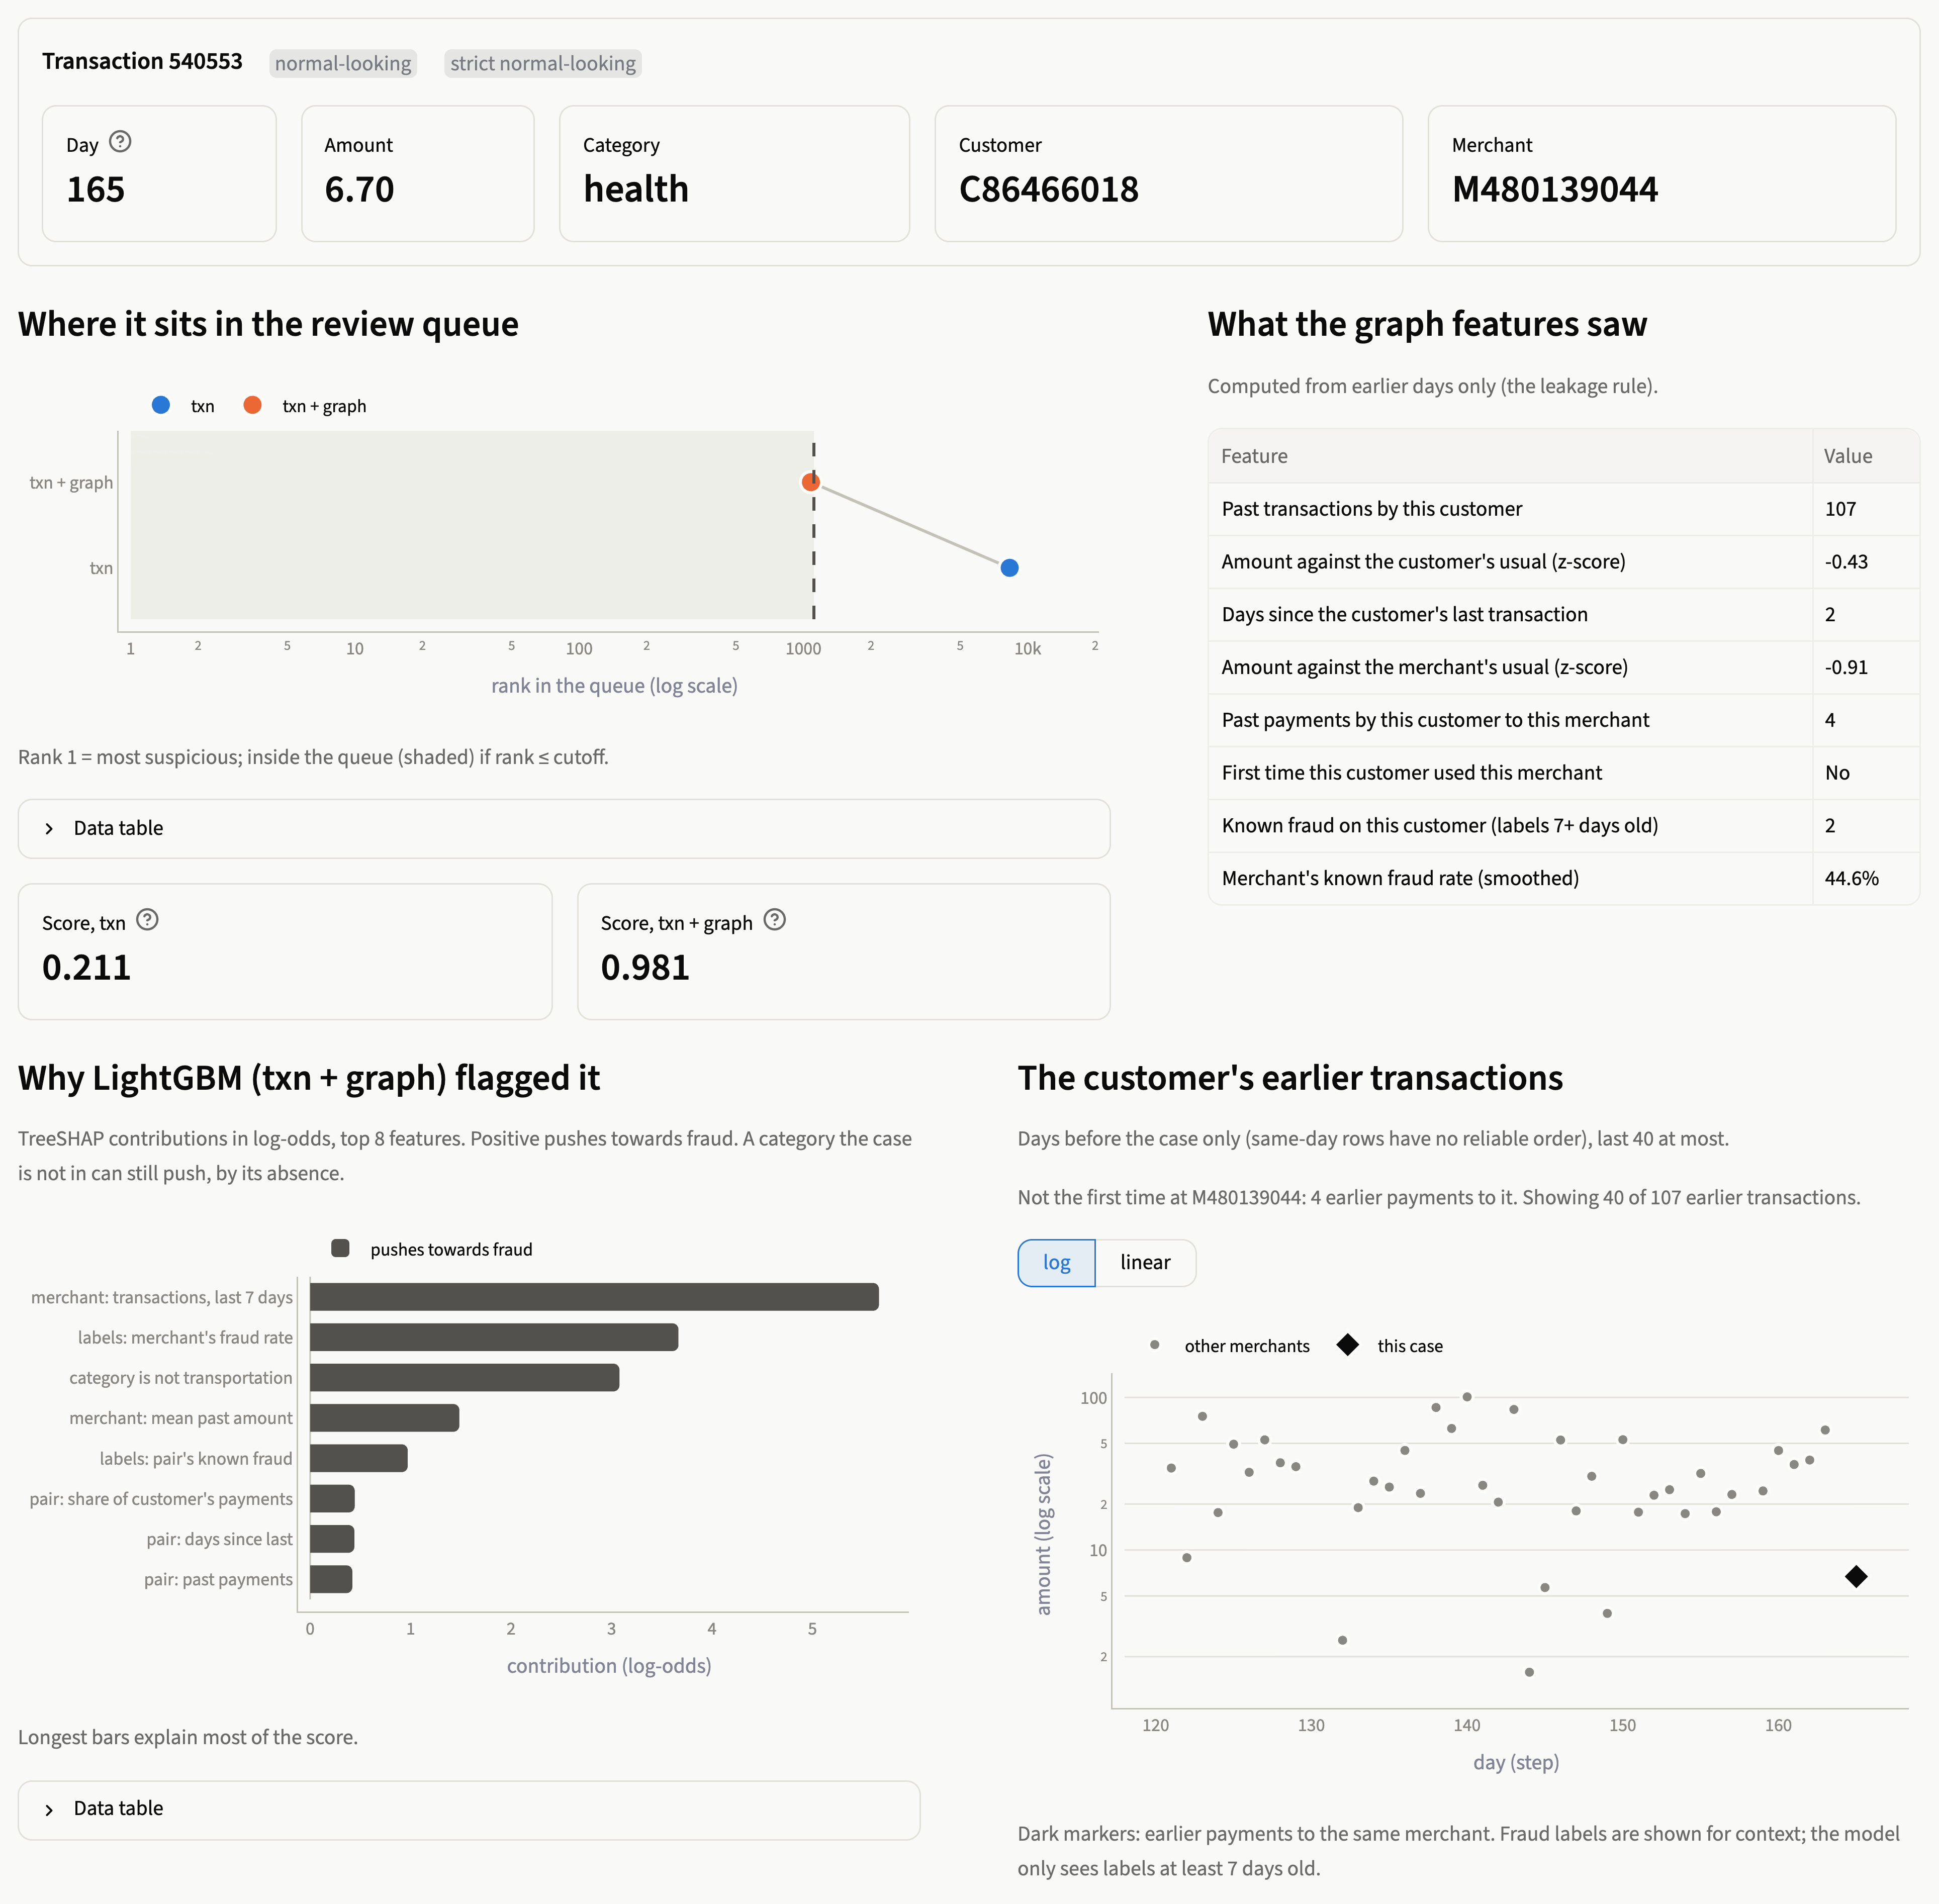 Transaction 540553 normal-looking strict normal-looking
Day
165
Amount
6.70
Category
health
Customer
C86466018
Merchant
M480139044
Where it sits in the review queue
txn txn + graph
txn + graph
txn
1 2 5 10 2 5 100 2 5 1000 2 5 10k 2
rank in the queue (log scale)
Rank 1 = most suspicious; inside the queue (shaded) if rank ≤ cutoff.
Data table
Score, txn
0.211
Score, txn + graph
0.981
What the graph features saw
Computed from earlier days only (the leakage rule).
Feature Value
Past transactions by this customer 107
Amount against the customer's usual (z-score) -0.43
Days since the customer's last transaction 2
Amount against the merchant's usual (z-score) -0.91
Past payments by this customer to this merchant 4
First time this customer used this merchant No
Known fraud on this customer (labels 7+ days old) 2
Merchant's known fraud rate (smoothed) 44.6%
Why LightGBM (txn + graph) flagged it
TreeSHAP contributions in log-odds, top 8 features. Positive pushes towards fraud. A category the case
is not in can still push, by its absence.
pushes towards fraud
merchant: transactions, last 7 days
labels: merchant's fraud rate
category is not transportation
merchant: mean past amount
labels: pair's known fraud
pair: share of customer's payments
pair: days since last
pair: past payments
0 1 2 3 4 5
contribution (log-odds)
Longest bars explain most of the score.
Data table
The customer's earlier transactions
Days before the case only (same-day rows have no reliable order), last 40 at most.
Not the first time at M480139044: 4 earlier payments to it. Showing 40 of 107 earlier transactions.
log linear
other merchants this case
100
5
2
10
5
2
amount (log scale)
120 130 140 150 160
day (step)
Dark markers: earlier payments to the same merchant. Fraud labels are shown for context; the model
only sees labels at least 7 days old.